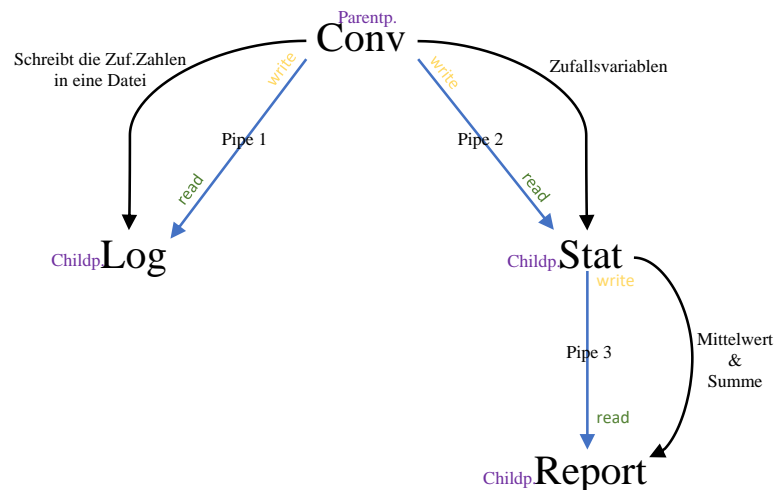 Parentp.
Conv
Schreibt die Zuf.Zahlen
in eine Datei
write
write
Zufallsvariablen
Pipe 1
Pipe 2
read
read
Childp.Log
Childp.Stat
write
Mittelwert
&
Summe
Pipe 3
read
Childp.Report